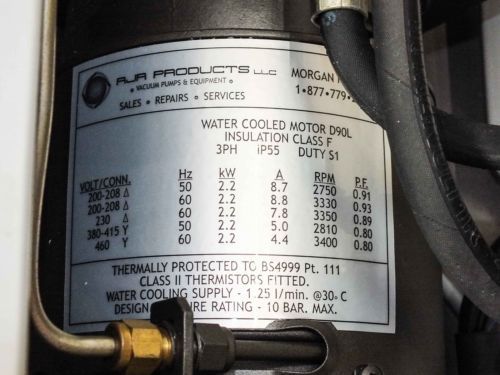 RJR PRODUCTS LLC
• VACUUM PUMPS & EQUIPMENT •
SALES • REPAIRS • SERVICES
MORGAN
1•877•779
WATER COOLED MOTOR D90L
INSULATION CLASS F
3PH iP55 DUTY S1
VOLT/CONN. Hz kW A RPM P.F.
200-208 Δ 50 2.2 8.7 2750 0.91
200-208 Δ 60 2.2 8.8 3330 0.93
230 Δ 60 2.2 7.8 3350 0.89
380-415 Y 50 2.2 5.0 2810 0.80
460 Y 60 2.2 4.4 3400 0.80
THERMALLY PROTECTED TO BS4999 Pt. 111
CLASS II THERMISTORS FITTED.
WATER COOLING SUPPLY - 1.25 l/min. @30◦C
DESIGN URE RATING - 10 BAR. MAX.